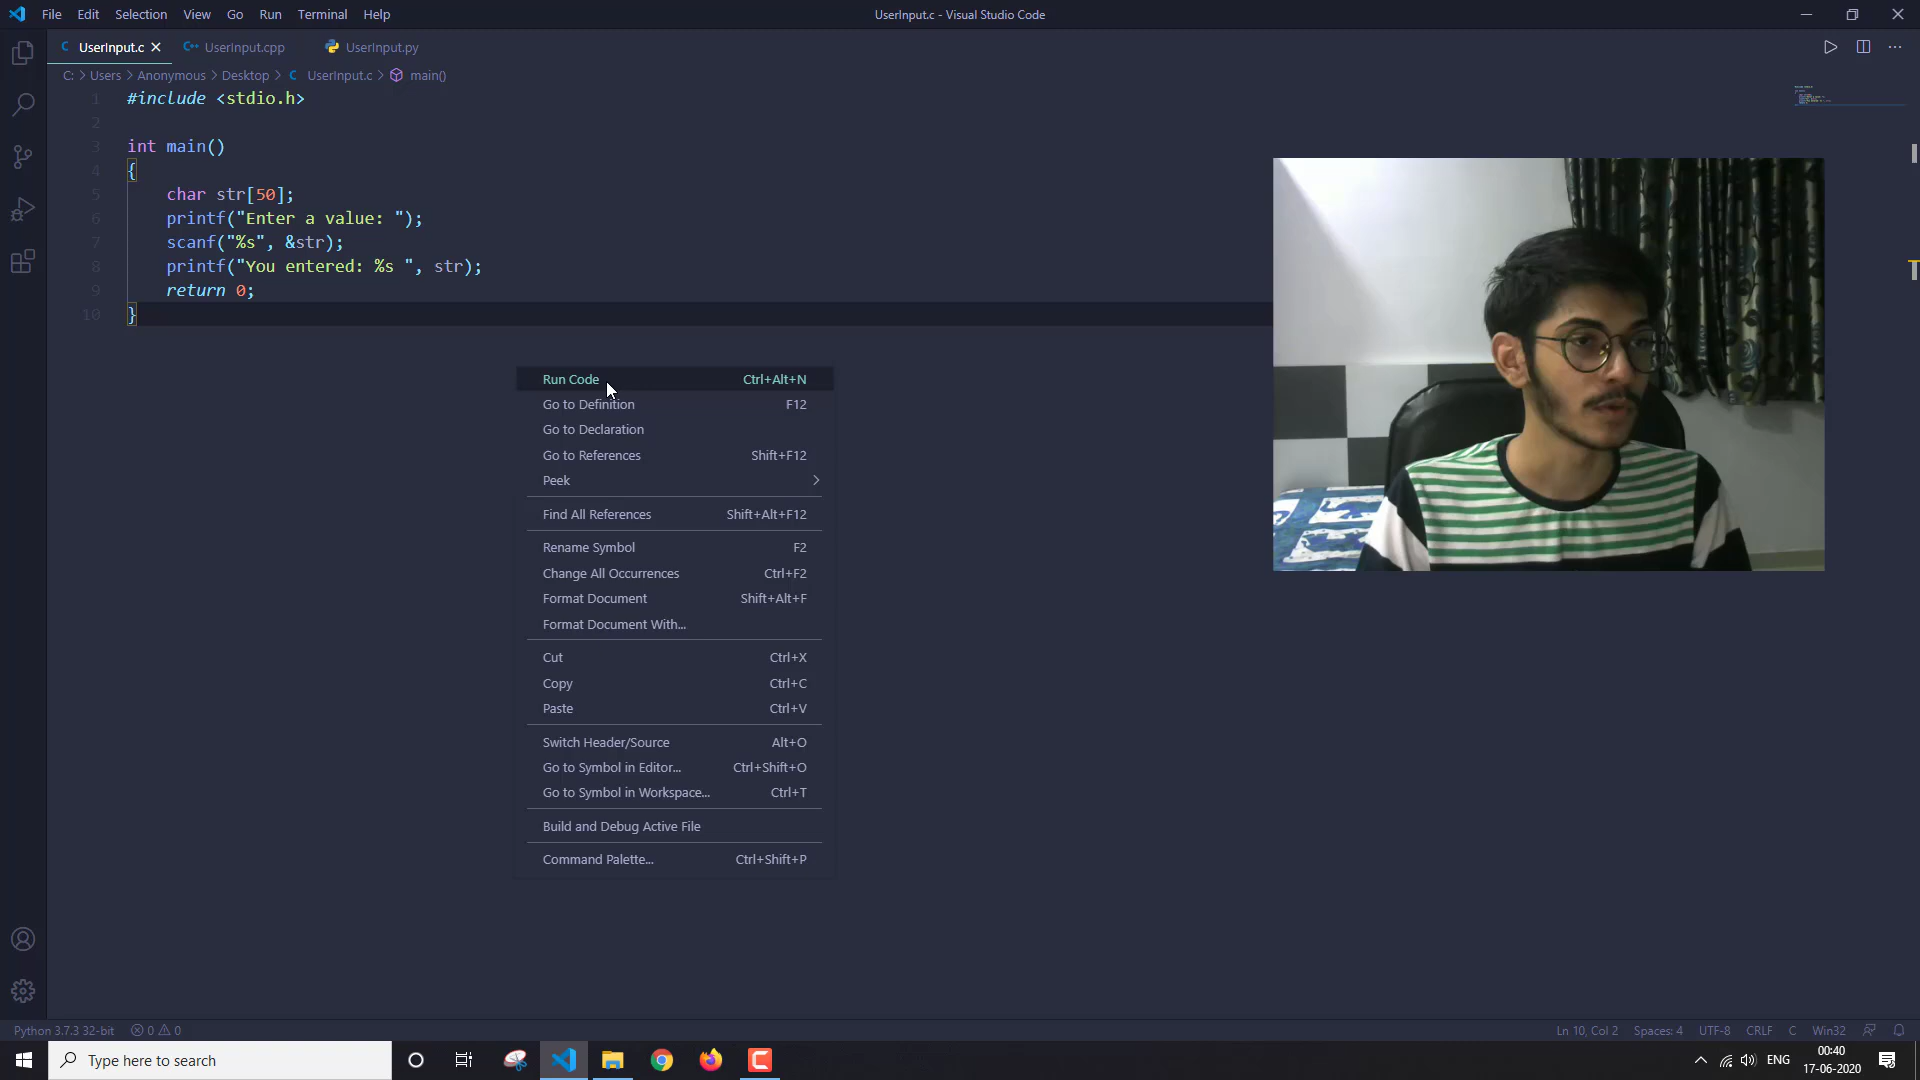 File Edit Selection View Go Run Terminal Help
UserInput.c - Visual Studio Code
UserInput.c UserInput.cpp UserInput.py
C: > Users > Anonymous > Desktop > C UserInput.c > main()
1 #include <stdio.h>
2
3 int main()
4 {
5 char str[50];
6 printf("Enter a value: ");
7 scanf("%s", &str);
8 printf("You entered: %s ", str);
9 return 0;
10 }
Run Code Ctrl+Alt+N
Go to Definition F12
Go to Declaration
Go to References Shift+F12
Peek
Find All References Shift+Alt+F12
Rename Symbol F2
Change All Occurrences Ctrl+F2
Format Document Shift+Alt+F
Format Document With...
Cut Ctrl+X
Copy Ctrl+C
Paste Ctrl+V
Switch Header/Source Alt+O
Go to Symbol in Editor... Ctrl+Shift+O
Go to Symbol in Workspace... Ctrl+T
Build and Debug Active File
Command Palette... Ctrl+Shift+P
Python 3.7.3 32-bit 0 0 Ln 10, Col 2 Spaces: 4 UTF-8 CRLF C Win32
Type here to search
ENG
00:40
17-06-2020